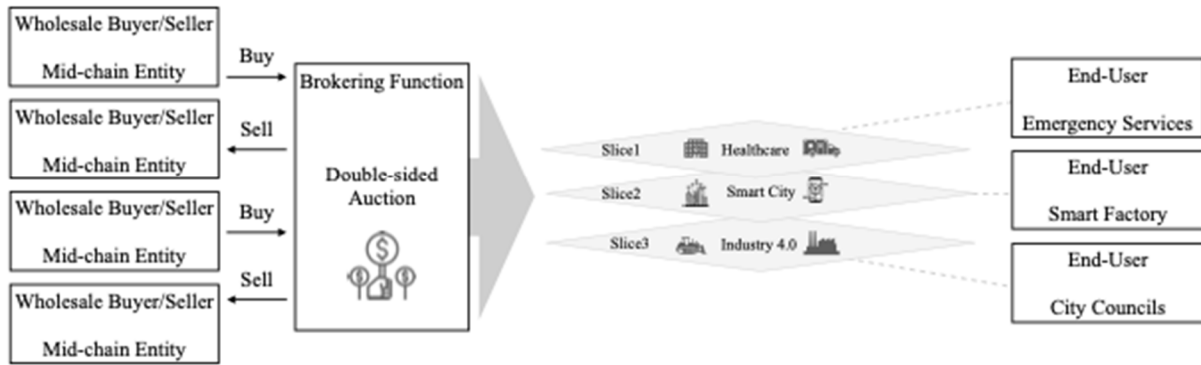 Wholesale Buyer/Seller
Mid-chain Entity
Buy
Wholesale Buyer/Seller
Mid-chain Entity
Sell
Wholesale Buyer/Seller
Mid-chain Entity
Buy
Wholesale Buyer/Seller
Mid-chain Entity
Sell
Brokering Function
Double-sided
Auction
$
$
$
Slice1 Healthcare
Slice2 Smart City
Slice3 Industry 4.0
End-User
Emergency Services
End-User
Smart Factory
End-User
City Councils